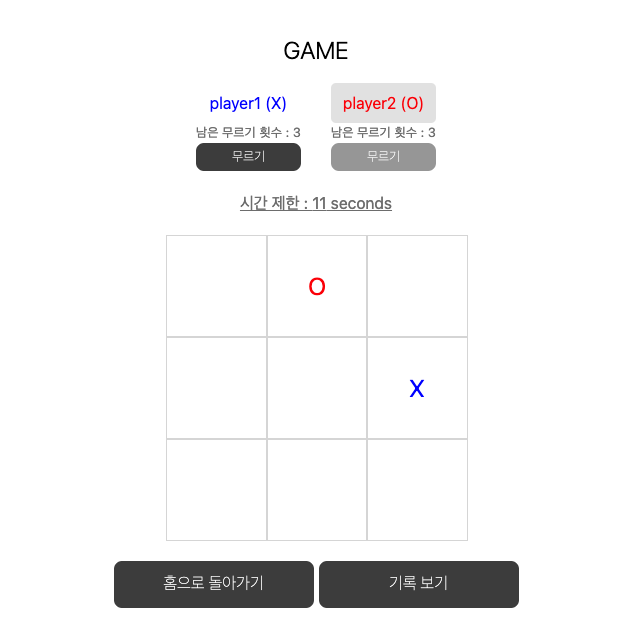 GAME
player1 (X)
player2 (O)
남은 무르기 횟수 : 3
남은 무르기 횟수 : 3
무르기
무르기
시간 제한 : 11 seconds
O
X
홈으로 돌아가기
기록 보기